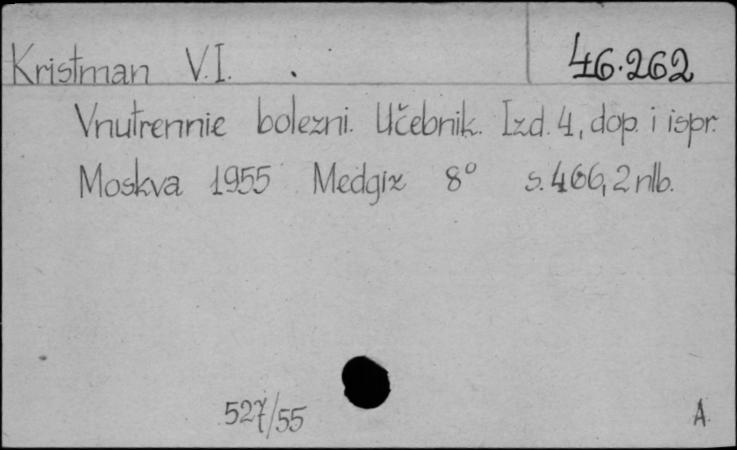 Kristman V.I. 46.262
Vnutrennie bolezni. Učebnik. Izd. 4, dop. i ispr.
Moskva 1955 Medgiz 8° s. 466, 2 nlb.
527/55 A